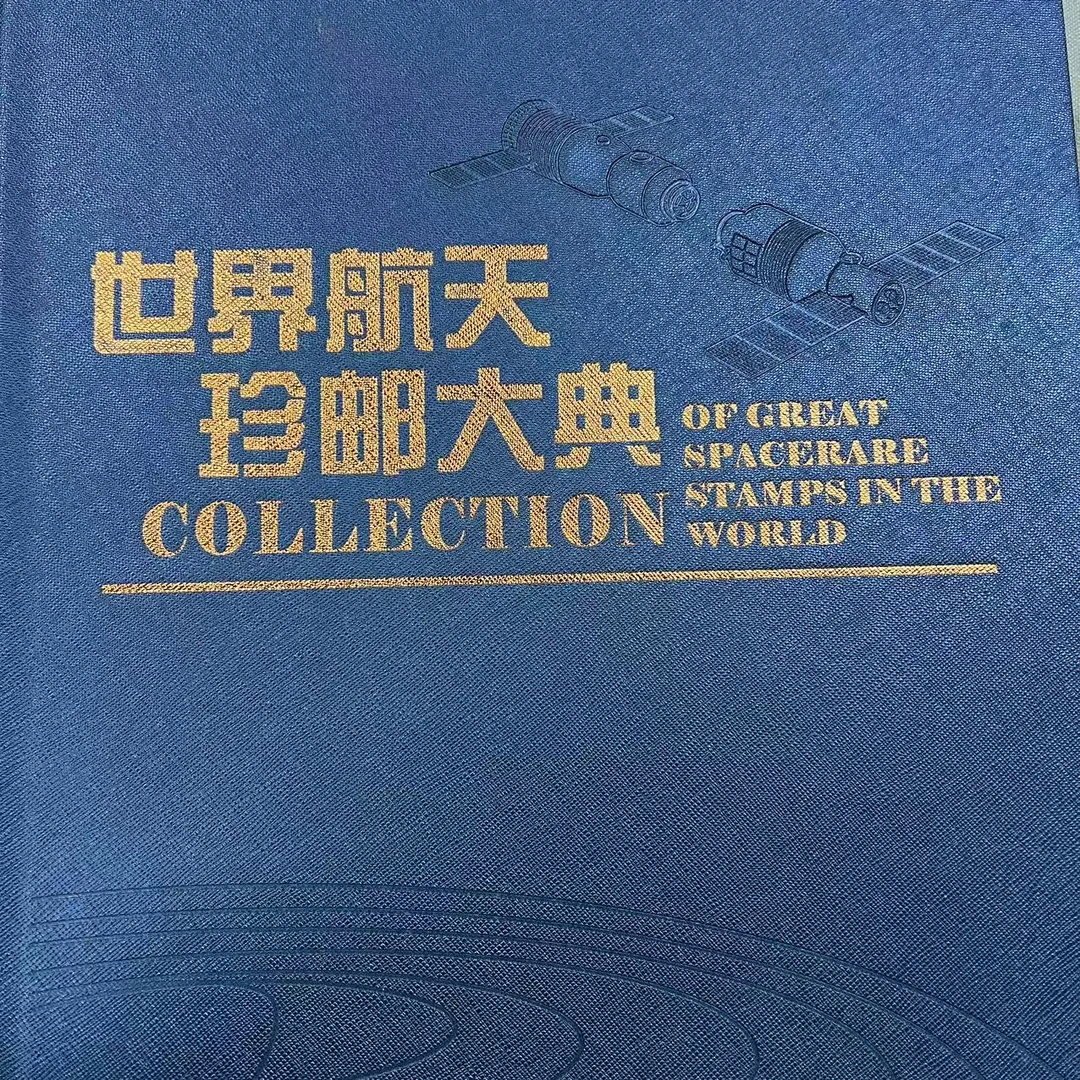 世界航天
珍邮大典
COLLECTION
OF GREAT
SPACERARE
STAMPS IN THE
WORLD